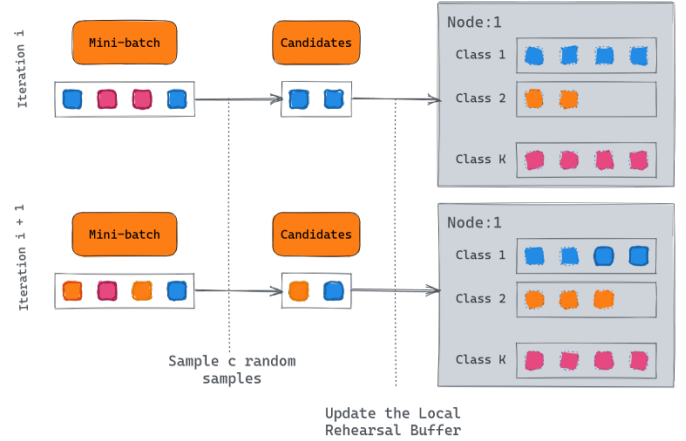 Iteration i
Mini-batch
Candidates
Node:1
Class 1
Class 2
Class K
Iteration i + 1
Mini-batch
Candidates
Node:1
Class 1
Class 2
Class K
Sample c random
samples
Update the Local
Rehearsal Buffer